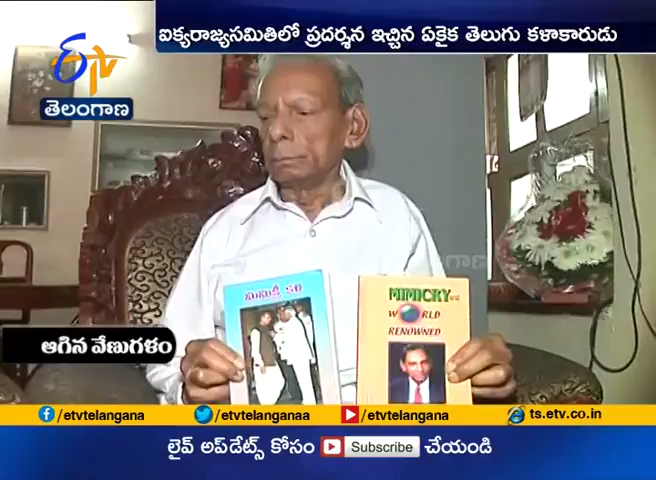 ఐక్యరాజ్యసమితిలో ప్రదర్శన ఇచ్చిన ఏకైక తెలుగు కళాకారుడు
 etv
తెలంగాణ
మిమిక్రీ కళ
MIMICRY
WORLD
RENOWNED
ఆగిన వేణుగళం
/etvtelangana
/etvtelanganaa
/etvtelangana
ts.etv.co.in
లైవ్ అప్‌డేట్స్ కోసం Subscribe చేయండి